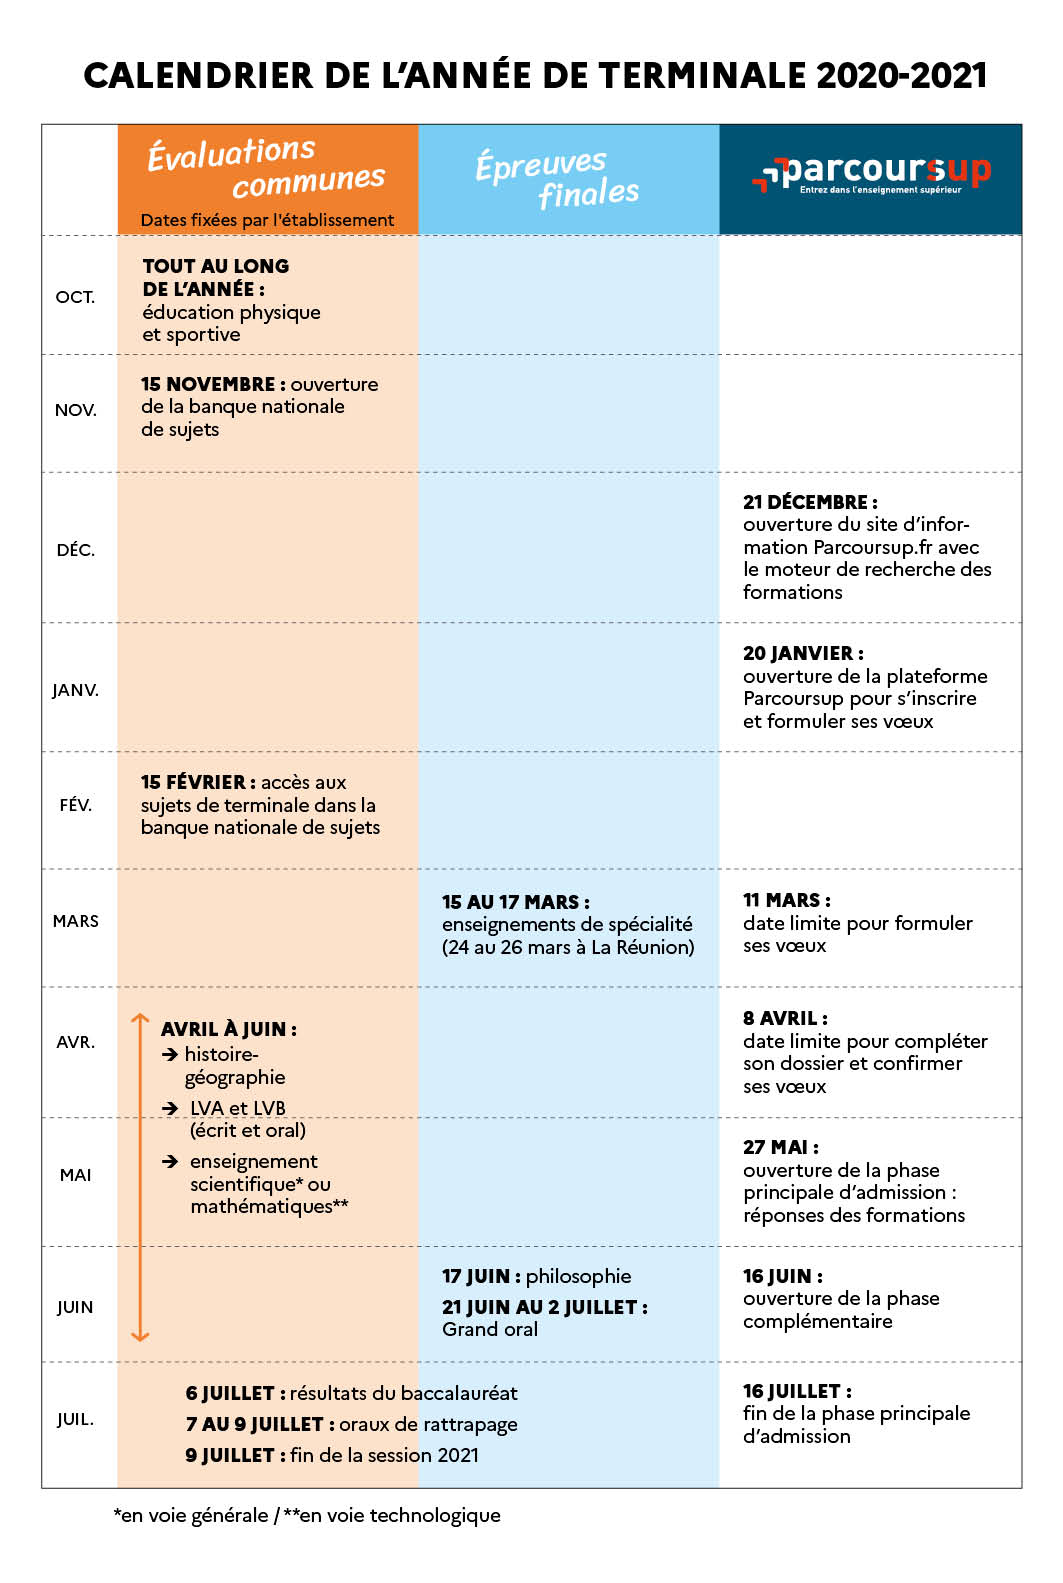 CALENDRIER DE L’ANNÉE DE TERMINALE 2020-2021
Évaluations
communes
Dates fixées par l'établissement
Épreuves
finales
parcoursup
Entrez dans l'enseignement supérieur
OCT.
TOUT AU LONG
DE L’ANNÉE :
éducation physique
et sportive
NOV.
15 NOVEMBRE : ouverture
de la banque nationale
de sujets
DÉC.
21 DÉCEMBRE :
ouverture du site d’infor-
mation Parcoursup.fr avec
le moteur de recherche des
formations
JANV.
20 JANVIER :
ouverture de la plateforme
Parcoursup pour s’inscrire
et formuler ses vœux
FÉV.
15 FÉVRIER : accès aux
sujets de terminale dans la
banque nationale de sujets
MARS
15 AU 17 MARS :
enseignements de spécialité
(24 au 26 mars à La Réunion)
11 MARS :
date limite pour formuler
ses vœux
AVR.
AVRIL À JUIN :
→ histoire-
géographie
→ LVA et LVB
(écrit et oral)
→ enseignement
scientifique* ou
mathématiques**
8 AVRIL :
date limite pour compléter
son dossier et confirmer
ses vœux
MAI
27 MAI :
ouverture de la phase
principale d’admission :
réponses des formations
JUIN
17 JUIN : philosophie
21 JUIN AU 2 JUILLET :
Grand oral
16 JUIN :
ouverture de la phase
complémentaire
JUIL.
6 JUILLET : résultats du baccalauréat
7 AU 9 JUILLET : oraux de rattrapage
9 JUILLET : fin de la session 2021
16 JUILLET :
fin de la phase principale
d’admission
*en voie générale / **en voie technologique